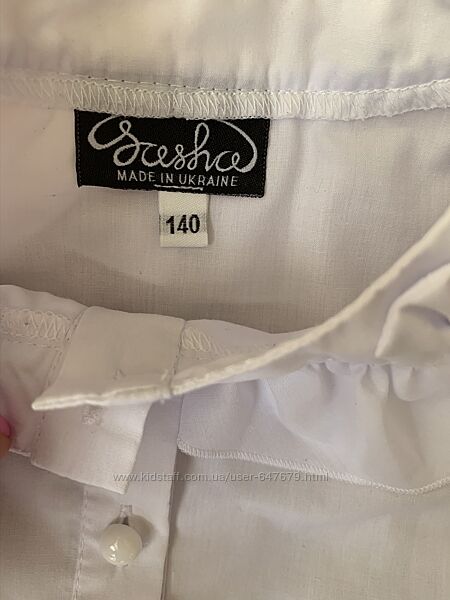 Sasha
MADE IN UKRAINE
140
www.kidstaff.com.ua/user-647679.html